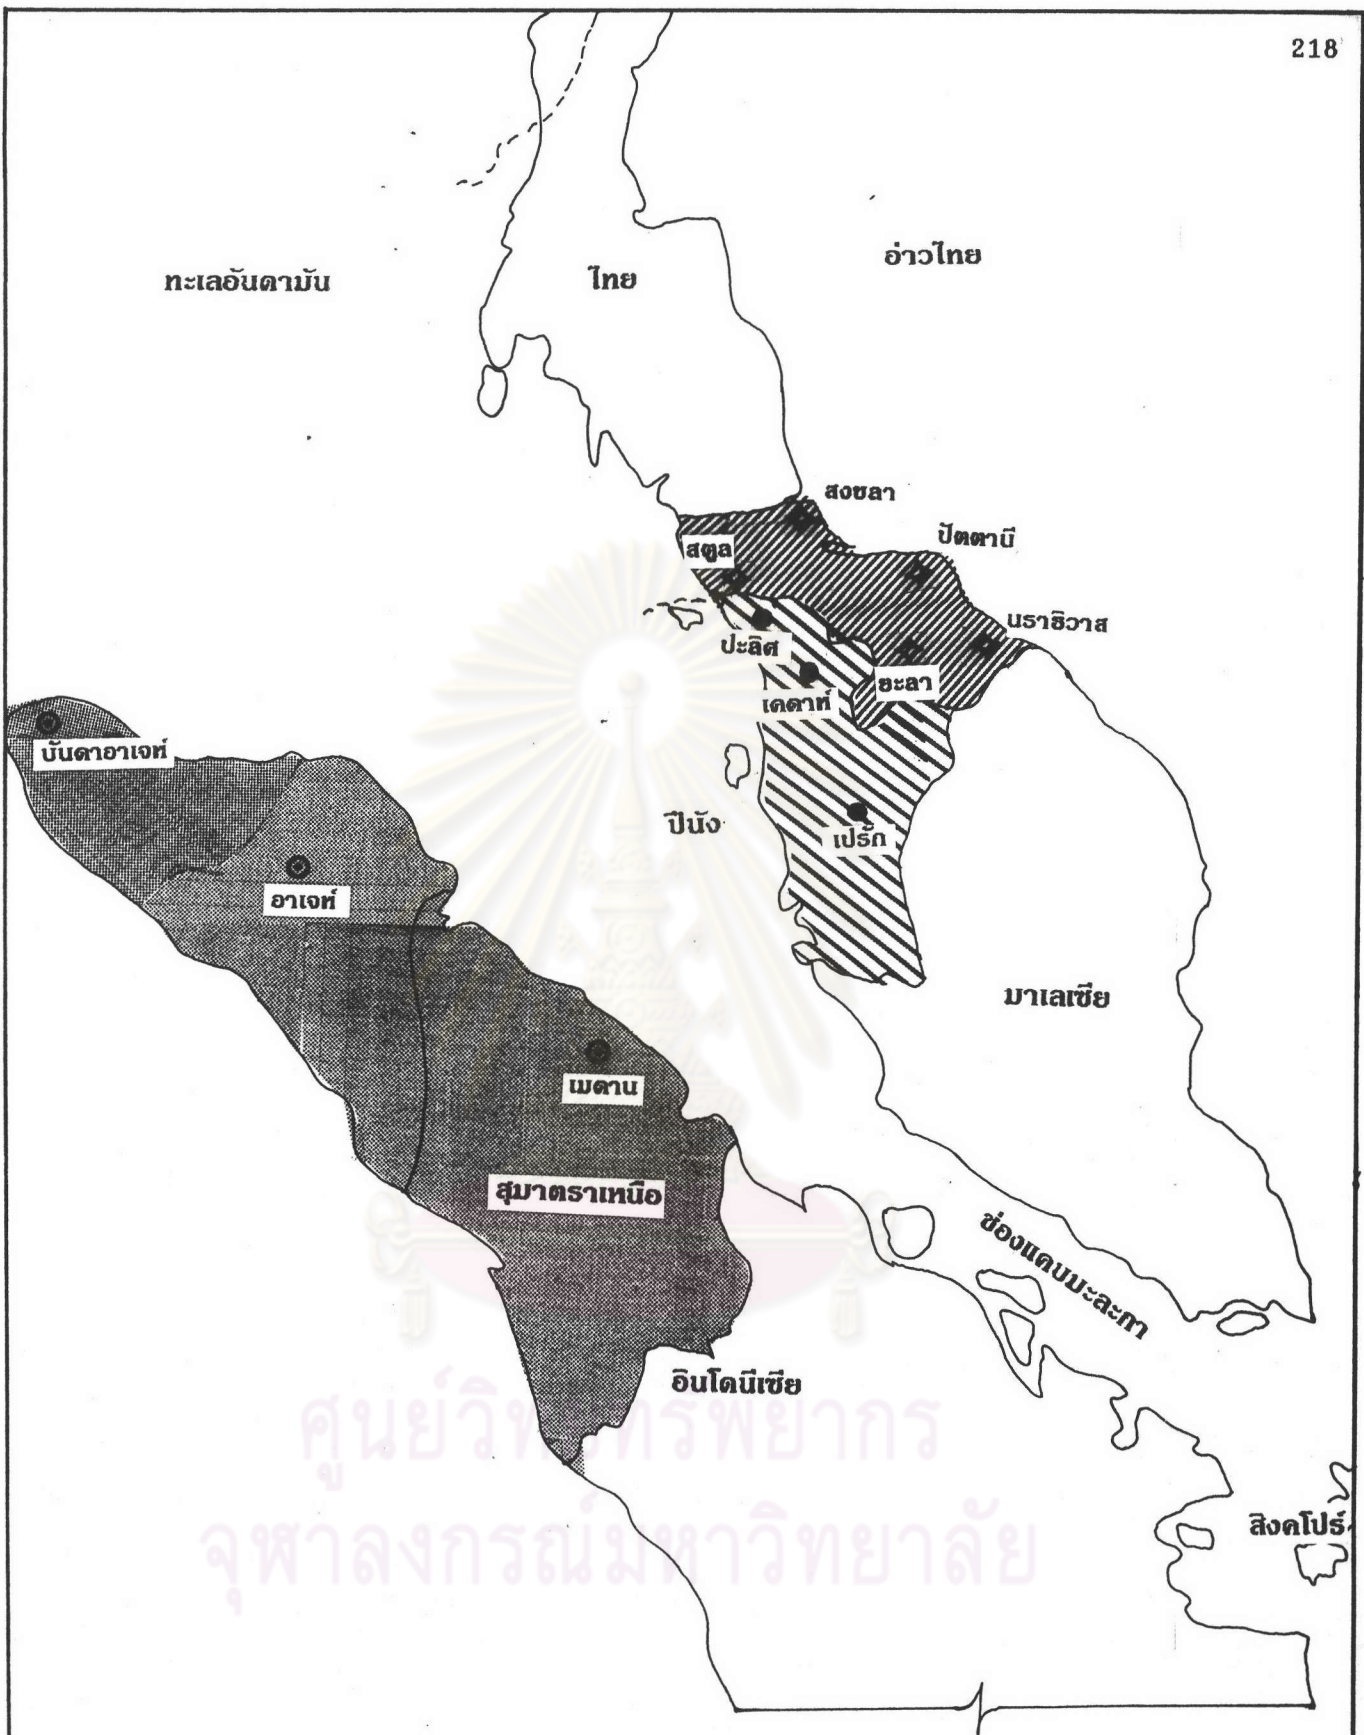 218
อ่าวไทย
ทะเลอันดามัน
ไทย
สงขลา
ปัตตานี
สตูล
นราธิวาส
ปะลิศ
ยะลา
เคดาห์
บันดาอาเจห์
ปีนัง
เปรัก
อาเจห์
มาเลเซีย
เมดาน
สุมาตราเหนือ
ช่องแคบมะละกา
อินโดนีเซีย
ศูนย์วิทยทรัพยากร
สิงคโปร์
จุฬาลงกรณ์มหาวิทยาลัย